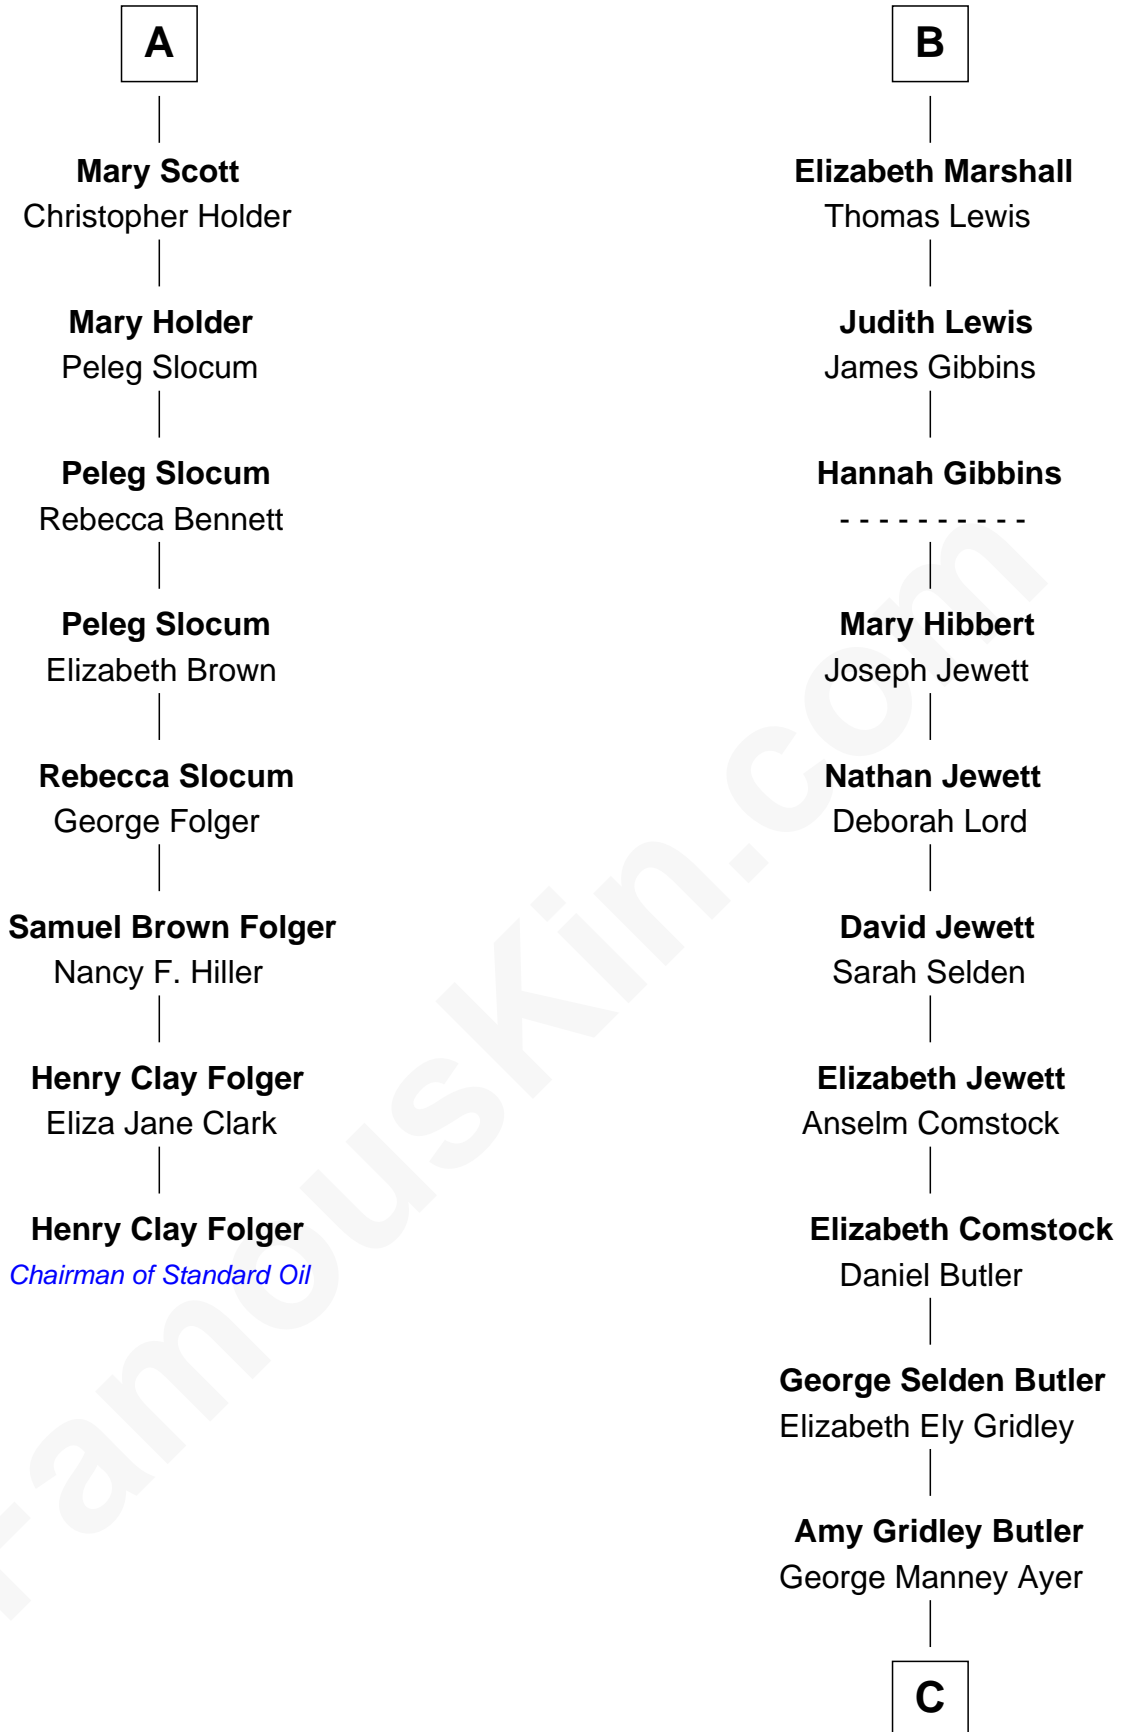 A
Mary Scott
Christopher Holder
Mary Holder
Peleg Slocum
Peleg Slocum
Rebecca Bennett
Peleg Slocum
Elizabeth Brown
Rebecca Slocum
George Folger
Samuel Brown Folger
Nancy F. Hiller
Henry Clay Folger
Eliza Jane Clark
Henry Clay Folger
Chairman of Standard Oil
B
Elizabeth Marshall
Thomas Lewis
Judith Lewis
James Gibbins
Hannah Gibbins
- - - - - - - - - -
Mary Hibbert
Joseph Jewett
Nathan Jewett
Deborah Lord
David Jewett
Sarah Selden
Elizabeth Jewett
Anselm Comstock
Elizabeth Comstock
Daniel Butler
George Selden Butler
Elizabeth Ely Gridley
Amy Gridley Butler
George Manney Ayer
C
FamousKin.com